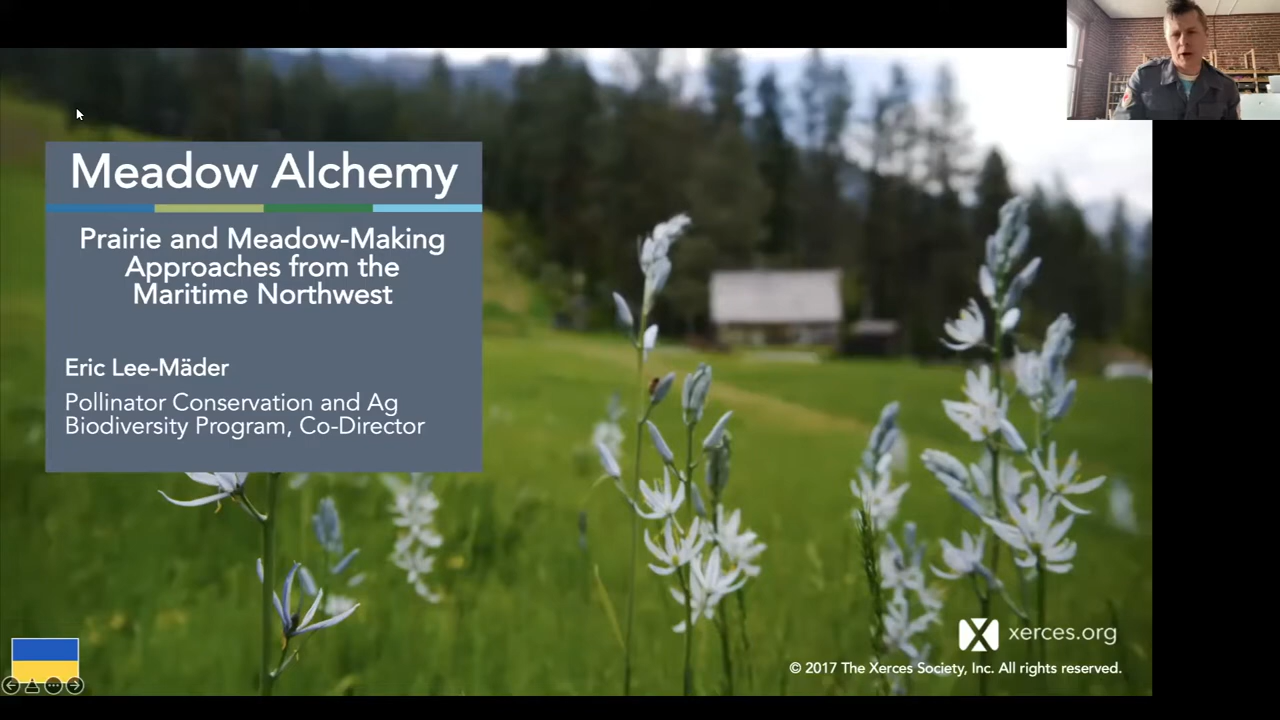 Meadow Alchemy
Prairie and Meadow-Making
Approaches from the
Maritime Northwest
Eric Lee-Mäder
Pollinator Conservation and Ag
Biodiversity Program, Co-Director
xerces.org
© 2017 The Xerces Society, Inc. All rights reserved.